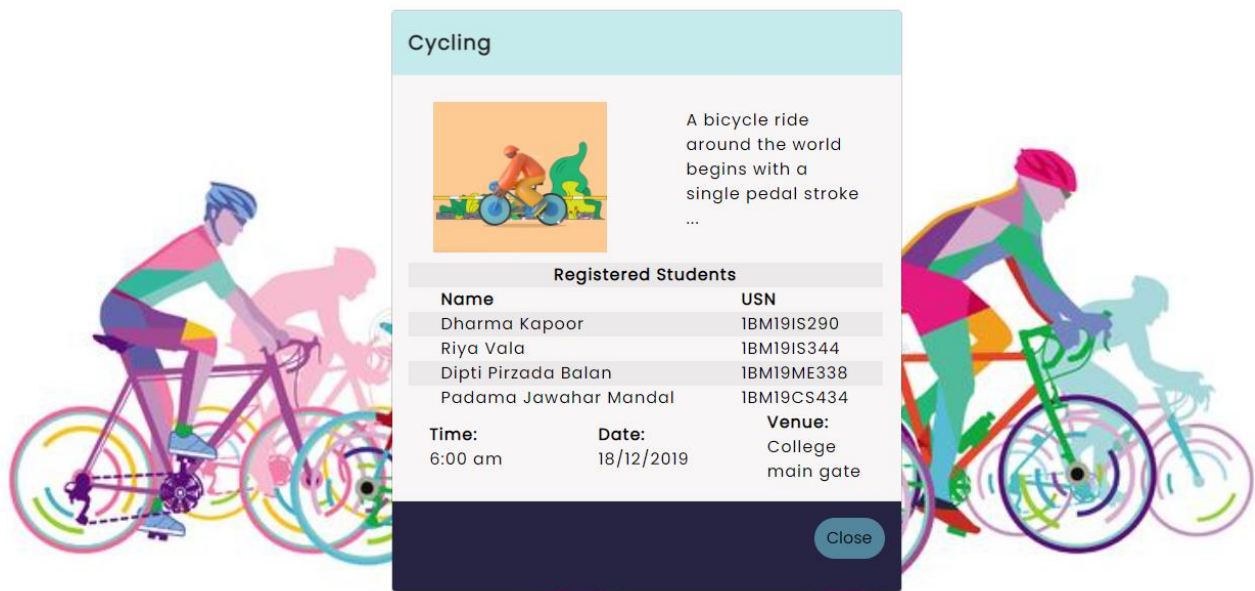 Cycling
A bicycle ride
around the world
begins with a
single pedal stroke
...
Registered Students
Name USN
Dharma Kapoor 1BM19IS290
Riya Vala 1BM19IS344
Dipti Pirzada Balan 1BM19ME338
Padama Jawahar Mandal 1BM19CS434
Time:
6:00 am
Date:
18/12/2019
Venue:
College
main gate
Close